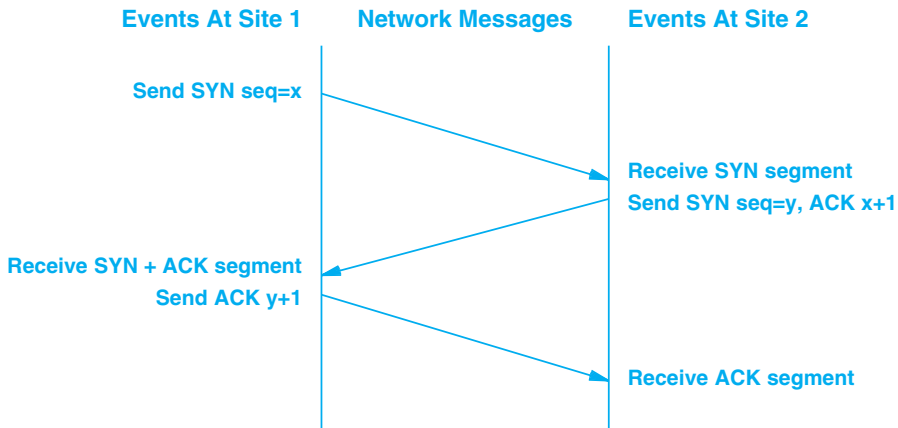 Events At Site 1
Network Messages
Events At Site 2
Send SYN seq=x
Receive SYN segment
Send SYN seq=y, ACK x+1
Receive SYN + ACK segment
Send ACK y+1
Receive ACK segment